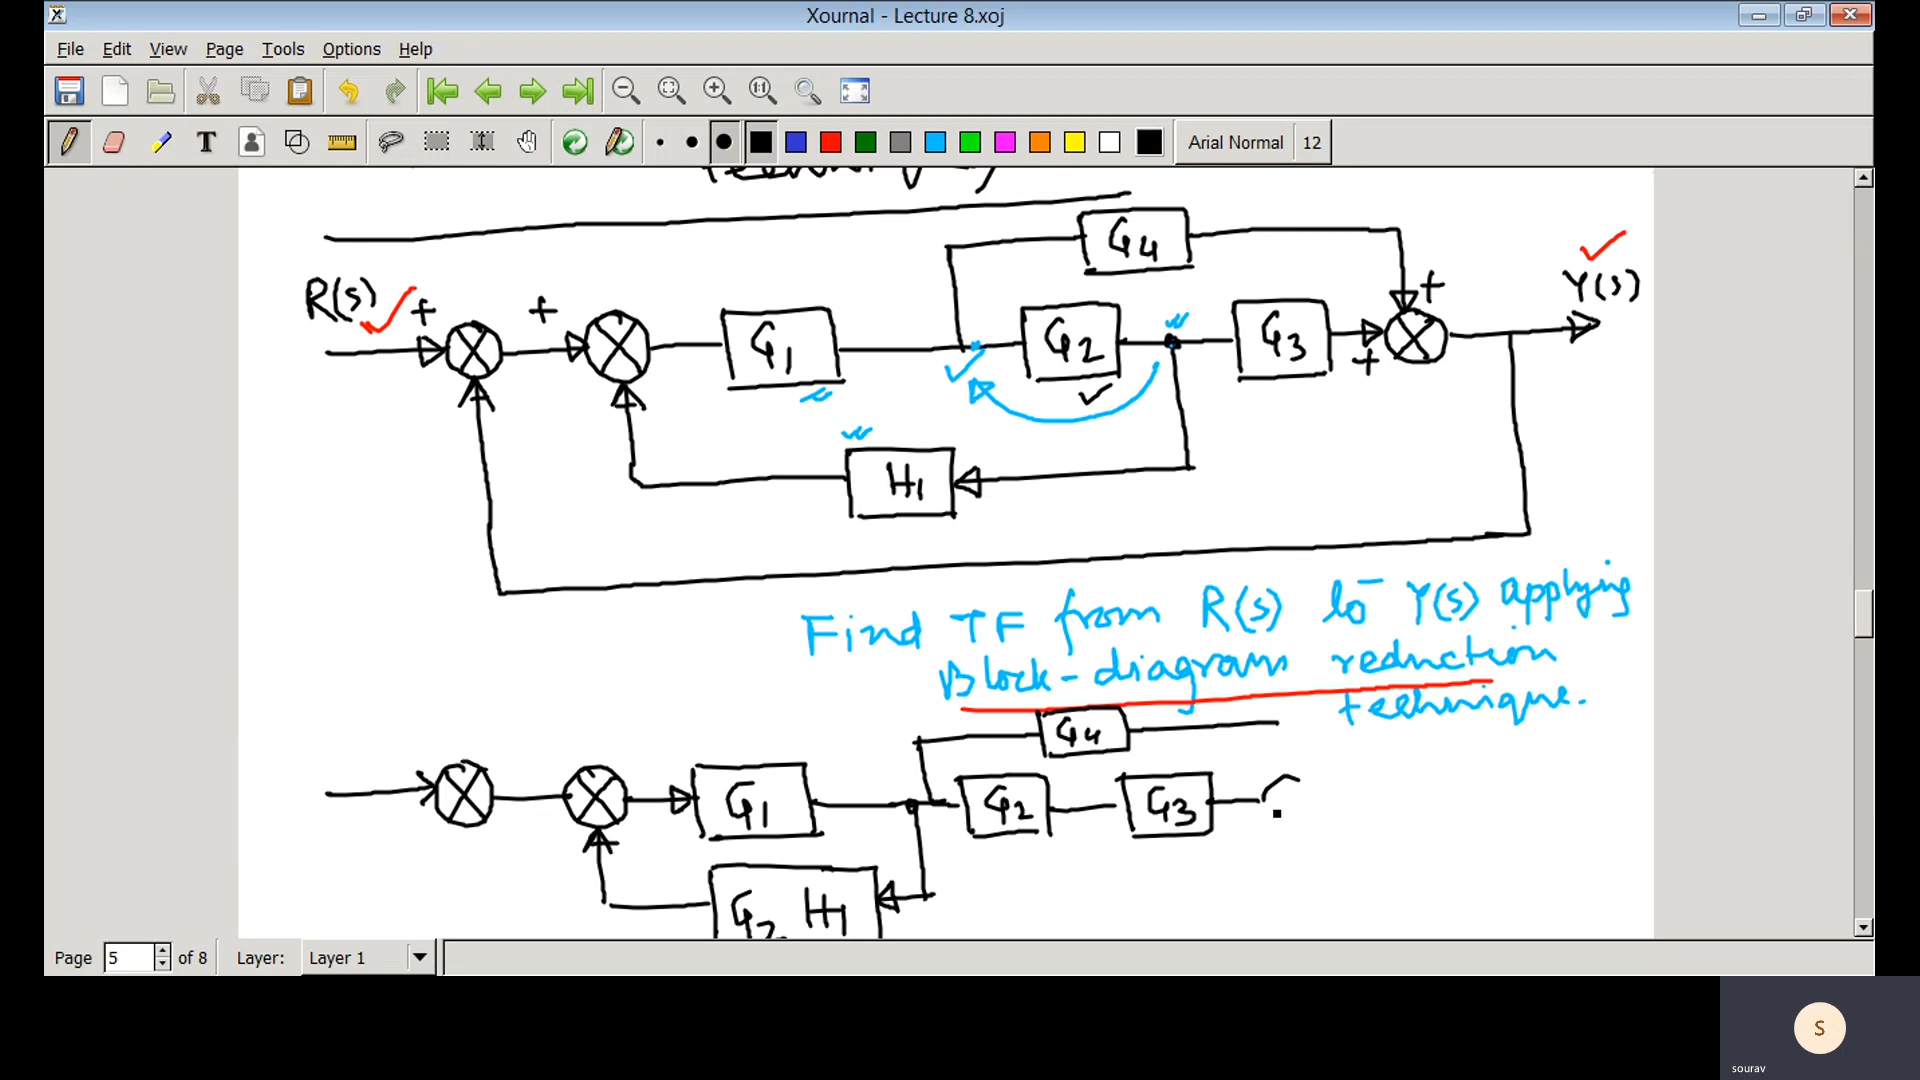 Xournal - Lecture 8.xoj
File Edit View Page Tools Options Help
Arial Normal 12
G4
R(s) + + G1 G2 G3 + + Y(s)
H1
Find TF from R(s) to Y(s) applying
Block-diagram reduction
technique.
G4
G1 G2 G3
G2 H1
Page 5 of 8 Layer: Layer 1
S
sourav